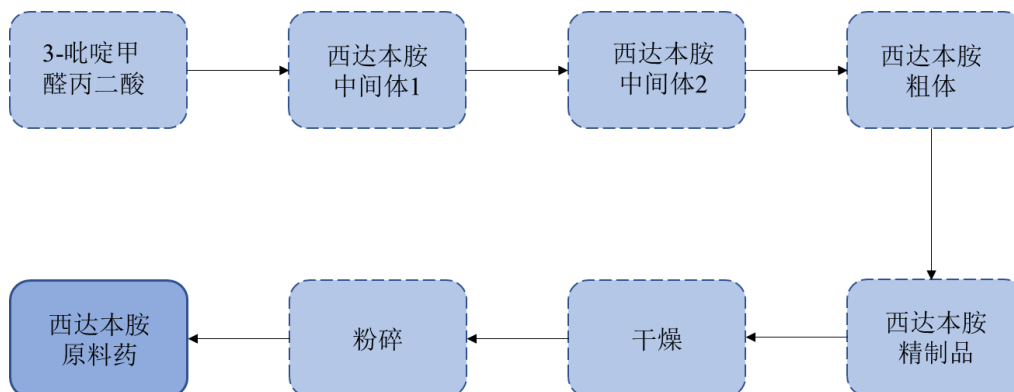 3-吡啶甲
醛丙二酸
西达本胺
中间体1
西达本胺
中间体2
西达本胺
粗体
西达本胺
原料药
粉碎
干燥
西达本胺
精制品